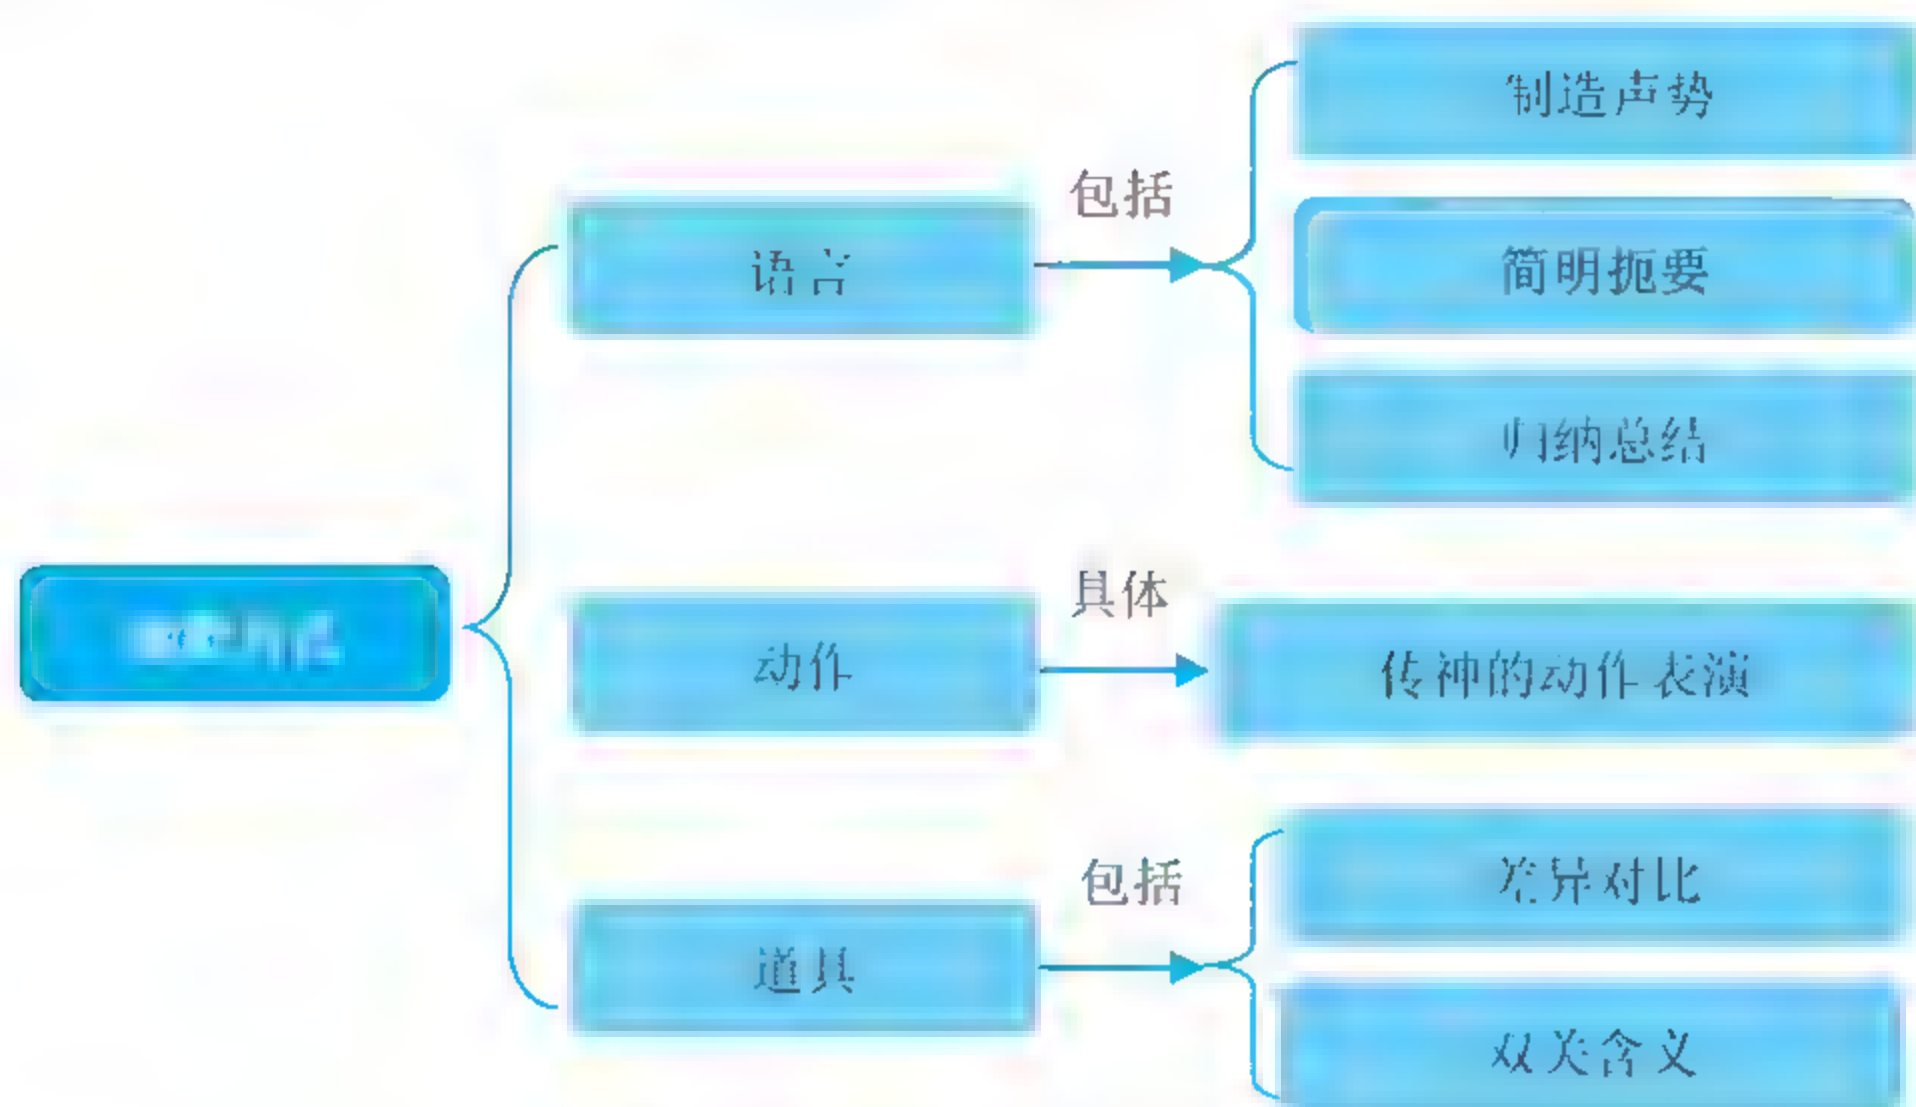 制造声势
包括
简明扼要
语言
归纳总结
具体
动作
传神的动作表演
包括
差异对比
道具
双关含义